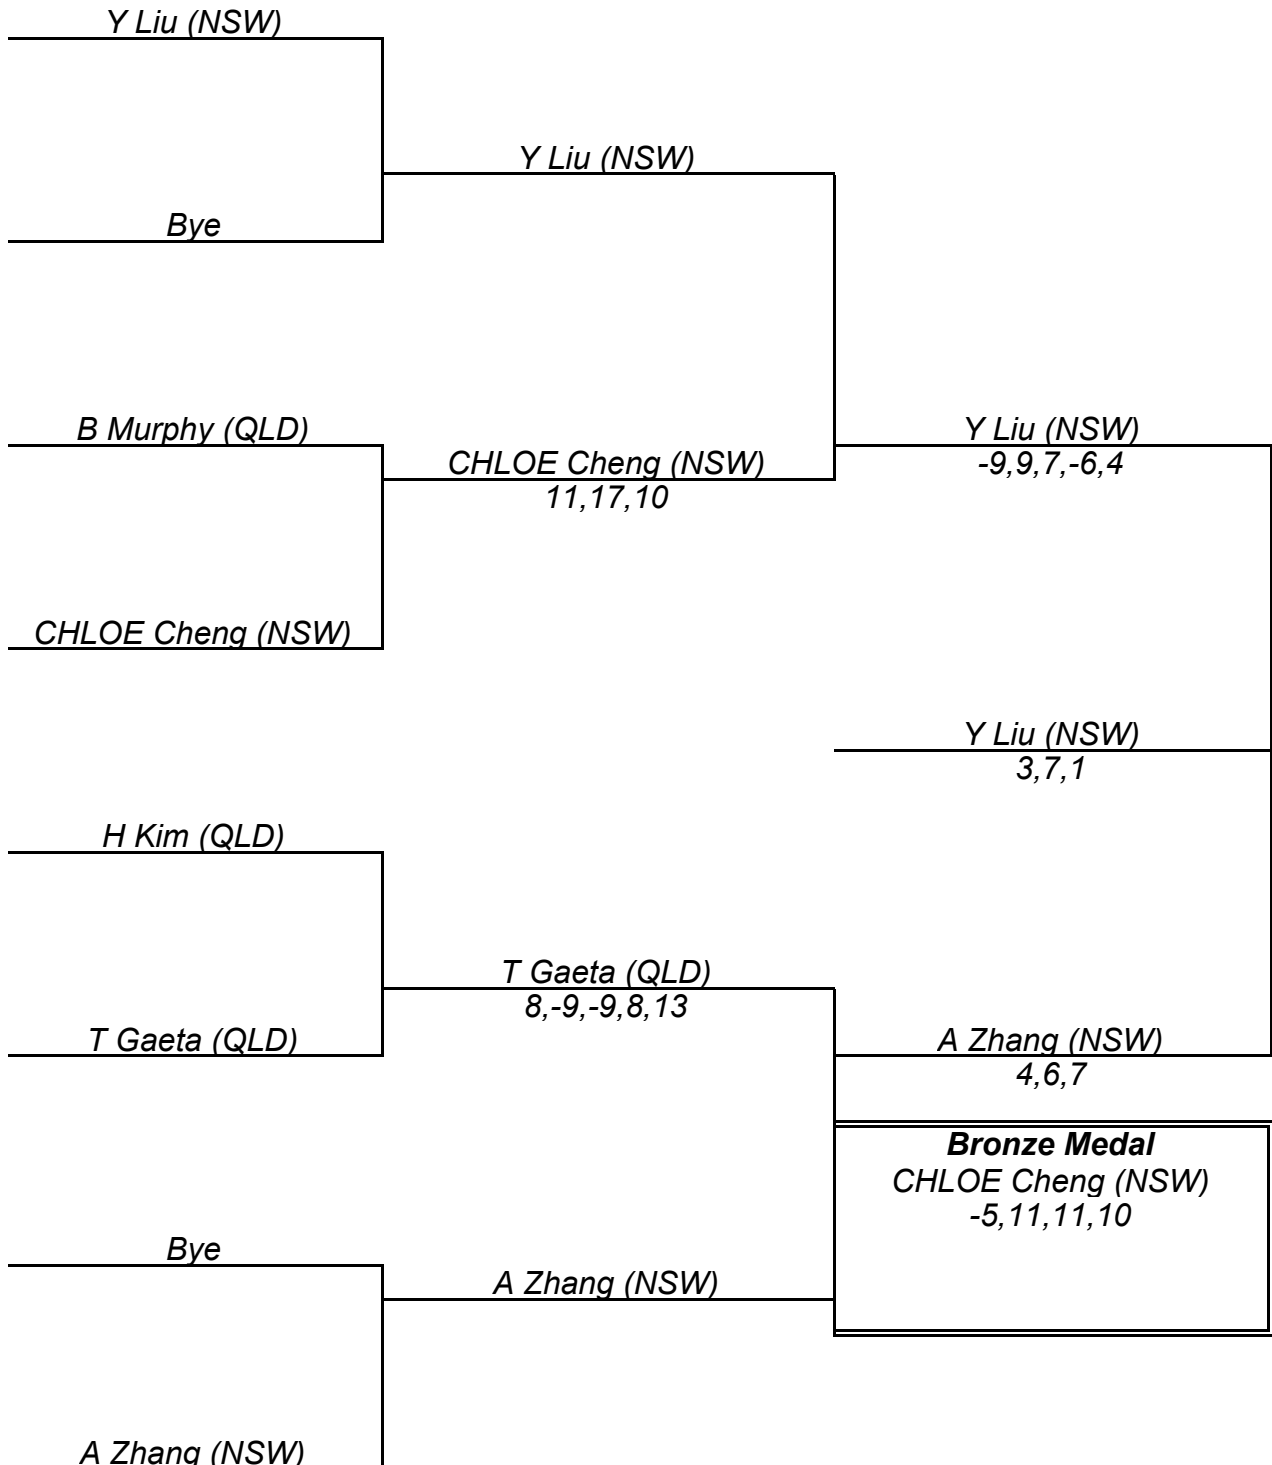 Y Liu (NSW)
Y Liu (NSW)
Bye
B Murphy (QLD)
CHLOE Cheng (NSW)
11,17,10
Y Liu (NSW)
-9,9,7,-6,4
CHLOE Cheng (NSW)
Y Liu (NSW)
3,7,1
H Kim (QLD)
T Gaeta (QLD)
8,-9,-9,8,13
T Gaeta (QLD)
A Zhang (NSW)
4,6,7
Bronze Medal
CHLOE Cheng (NSW)
-5,11,11,10
Bye
A Zhang (NSW)
A Zhang (NSW)